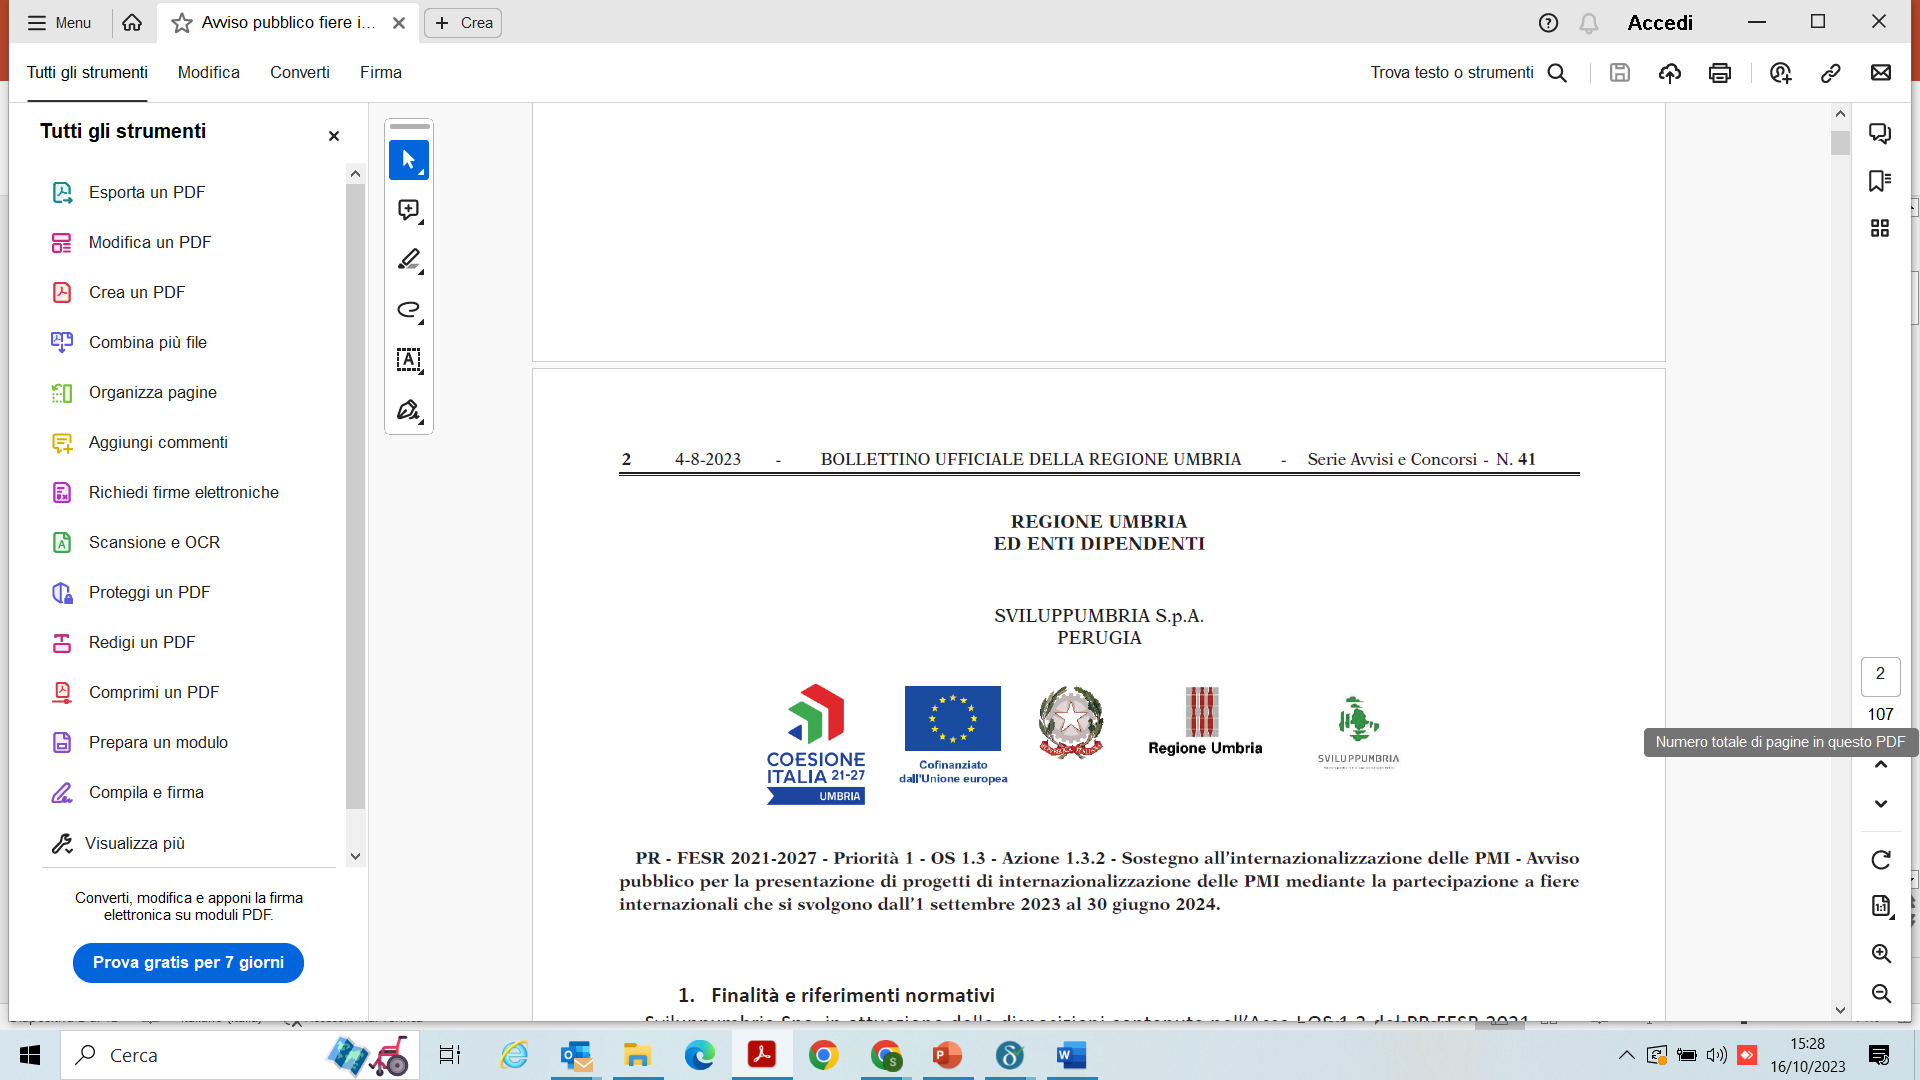 Menu
Avviso pubblico fiere i...
Crea
Accedi
Tutti gli strumenti
Modifica
Converti
Firma
Trova testo o strumenti
Tutti gli strumenti
Esporta un PDF
Modifica un PDF
Crea un PDF
Combina più file
Organizza pagine
Aggiungi commenti
Richiedi firme elettroniche
Scansione e OCR
Proteggi un PDF
Redigi un PDF
Comprimi un PDF
Prepara un modulo
Compila e firma
Visualizza più
Converti, modifica e apponi la firma
elettronica su moduli PDF.
Prova gratis per 7 giorni
2 4-8-2023 - BOLLETTINO UFFICIALE DELLA REGIONE UMBRIA - Serie Avvisi e Concorsi - N. 41
REGIONE UMBRIA
ED ENTI DIPENDENTI
SVILUPPUMBRIA S.p.A.
PERUGIA
COESIONE
ITALIA 21-27
UMBRIA
Cofinanziato
dall'Unione europea
Regione Umbria
SVILUPPUMBRIA
PR - FESR 2021-2027 - Priorità 1 - OS 1.3 - Azione 1.3.2 - Sostegno all'internazionalizzazione delle PMI - Avviso
pubblico per la presentazione di progetti di internazionalizzazione delle PMI mediante la partecipazione a fiere
internazionali che si svolgono dall'1 settembre 2023 al 30 giugno 2024.
1. Finalità e riferimenti normativi
2
107
Numero totale di pagine in questo PDF
Cerca
15:28
16/10/2023